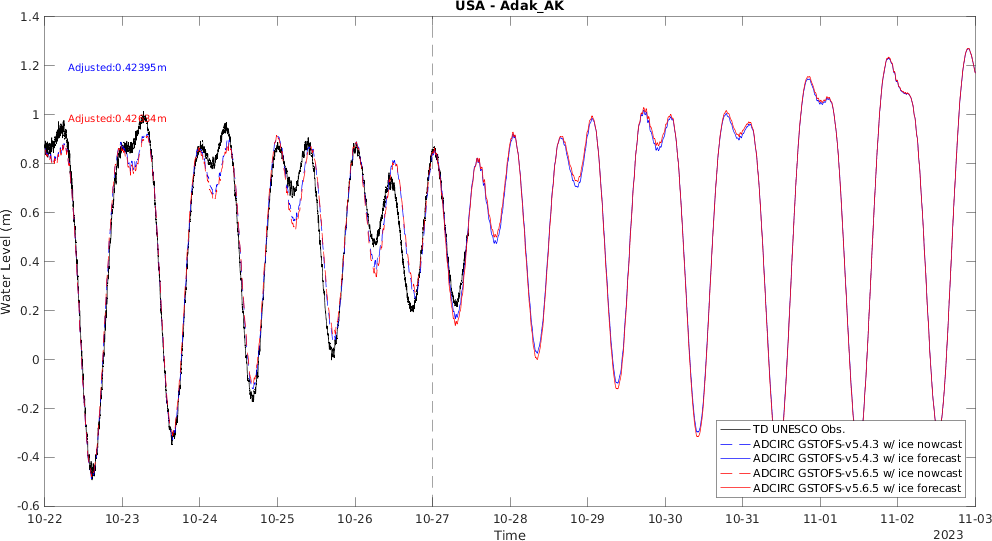 USA - Adak_AK
1.4
1.2
1
0.8
0.6
0.4
0.2
0
-0.2
-0.4
-0.6
Water Level (m)
Adjusted:0.42395m
TD UNESCO Obs.
ADCIRC GSTOFS-v5.4.3 w/ ice nowcast
ADCIRC GSTOFS-v5.4.3 w/ ice forecast
ADCIRC GSTOFS-v5.6.5 w/ ice nowcast
ADCIRC GSTOFS-v5.6.5 w/ ice forecast
10-22 10-23 10-24 10-25 10-26 10-27 10-28 10-29 10-30 10-31 11-01 11-02 11-03
Time
2023